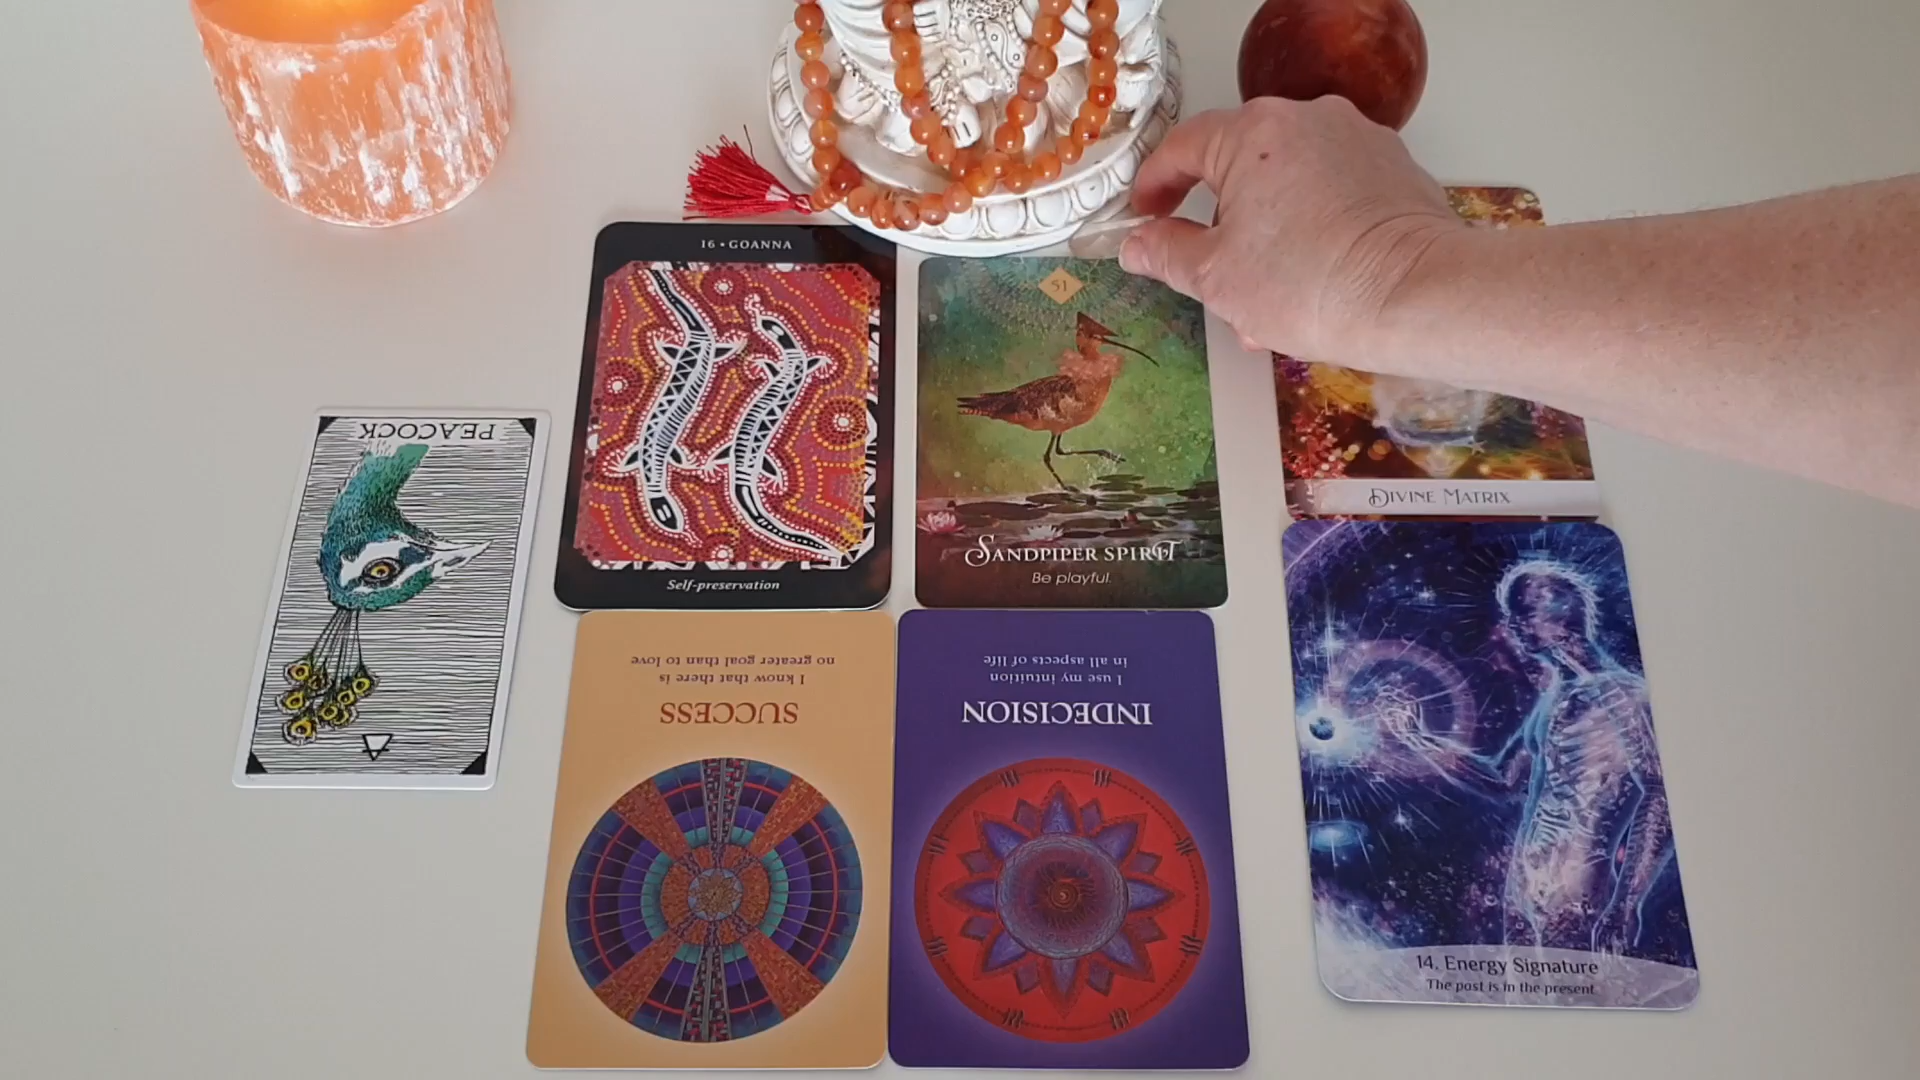 PEACOCK
16 • GOANNA
Self-preservation
51
SANDPIPER SPIRIT
Be playful.
DIVINE MATRIX
SUCCESS
I know that there is
no greater goal than to love
INDECISION
I use my intuition
in all aspects of life
14. Energy Signature
The past is in the present